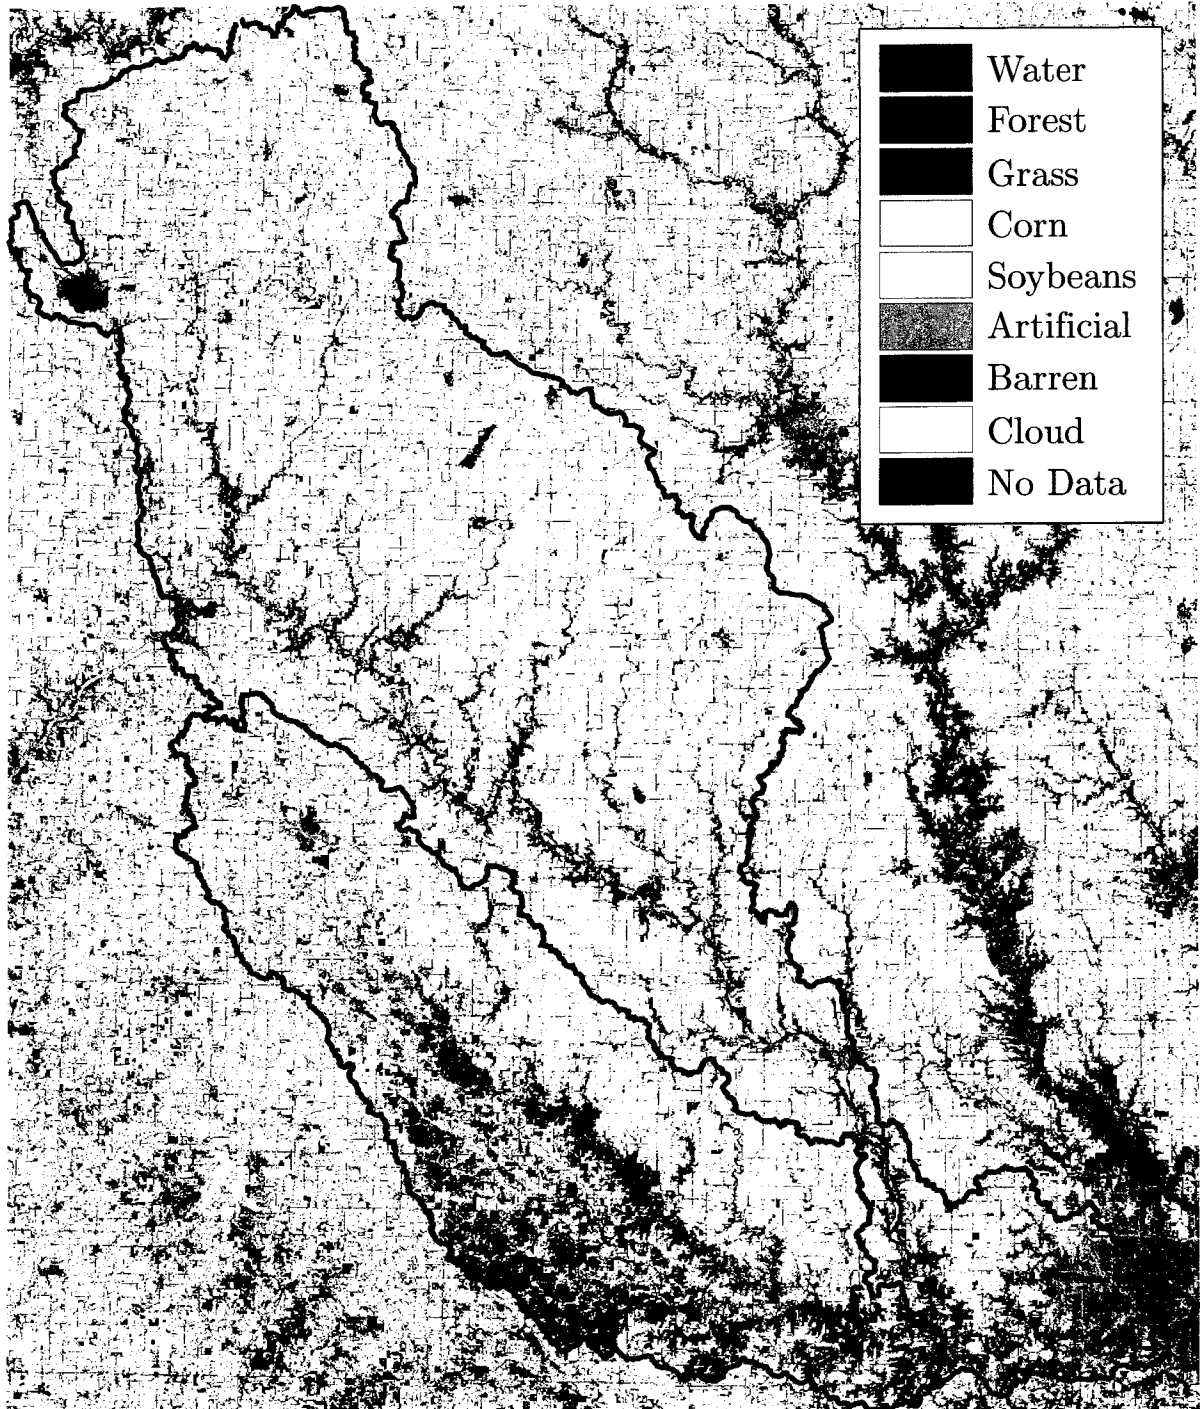 Water
Forest
Grass
Corn
Soybeans
Artificial
Barren
Cloud
No Data